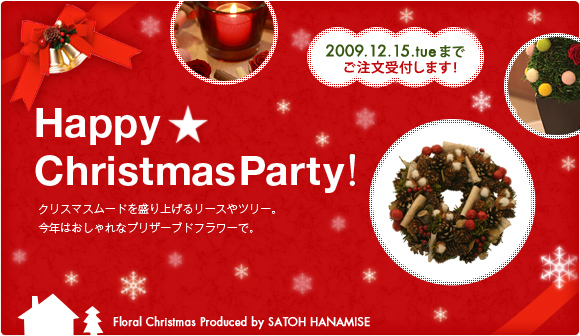 2009.12.15.tueまで
ご注文受付します!
Happy★
Christmas Party!
クリスマスムードを盛り上げるリースやツリー。
今年はおしゃれなプリザーブドフラワーで。
Floral Christmas Produced by SATOH HANAMISE